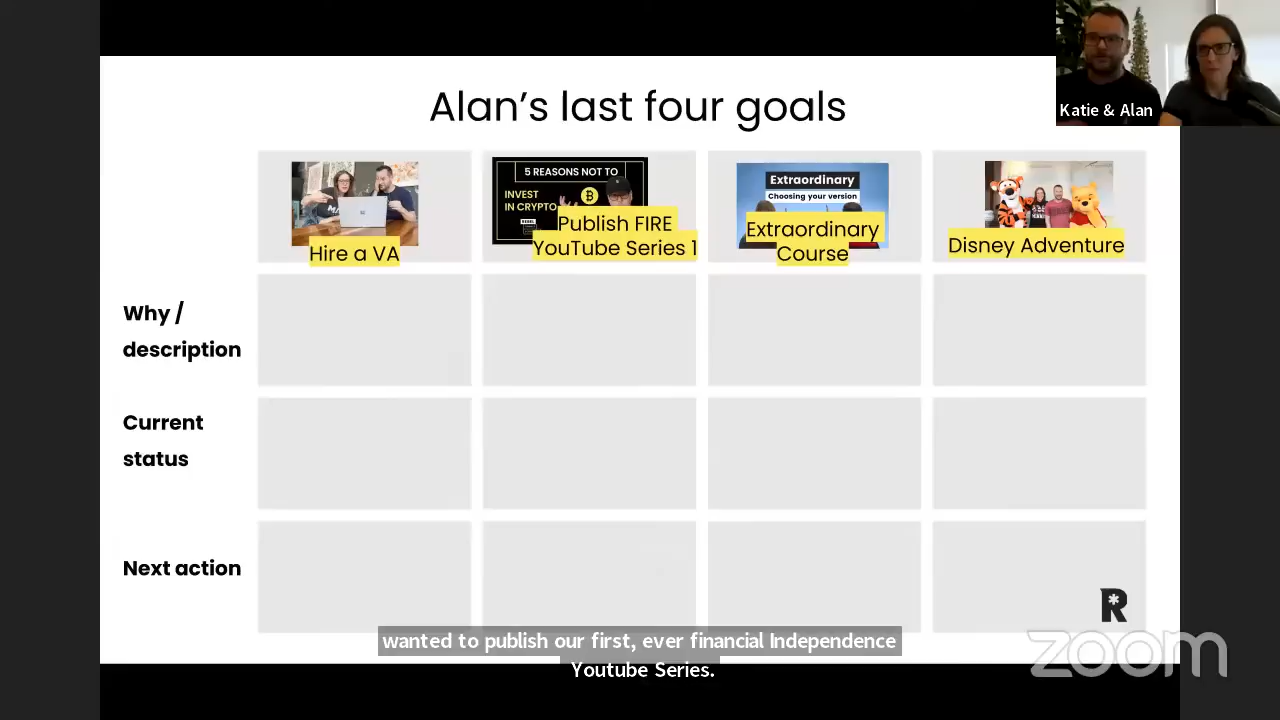 Katie & Alan
Alan's last four goals
Hire a VA
5 REASONS NOT TO
INVEST
IN CRYPTO
Publish FIRE
YouTube Series 1
Extraordinary
Choosing your version
Extraordinary
Course
Disney Adventure
Why /
description
Current
status
Next action
R
wanted to publish our first, ever financial Independence
Youtube Series.
zoom